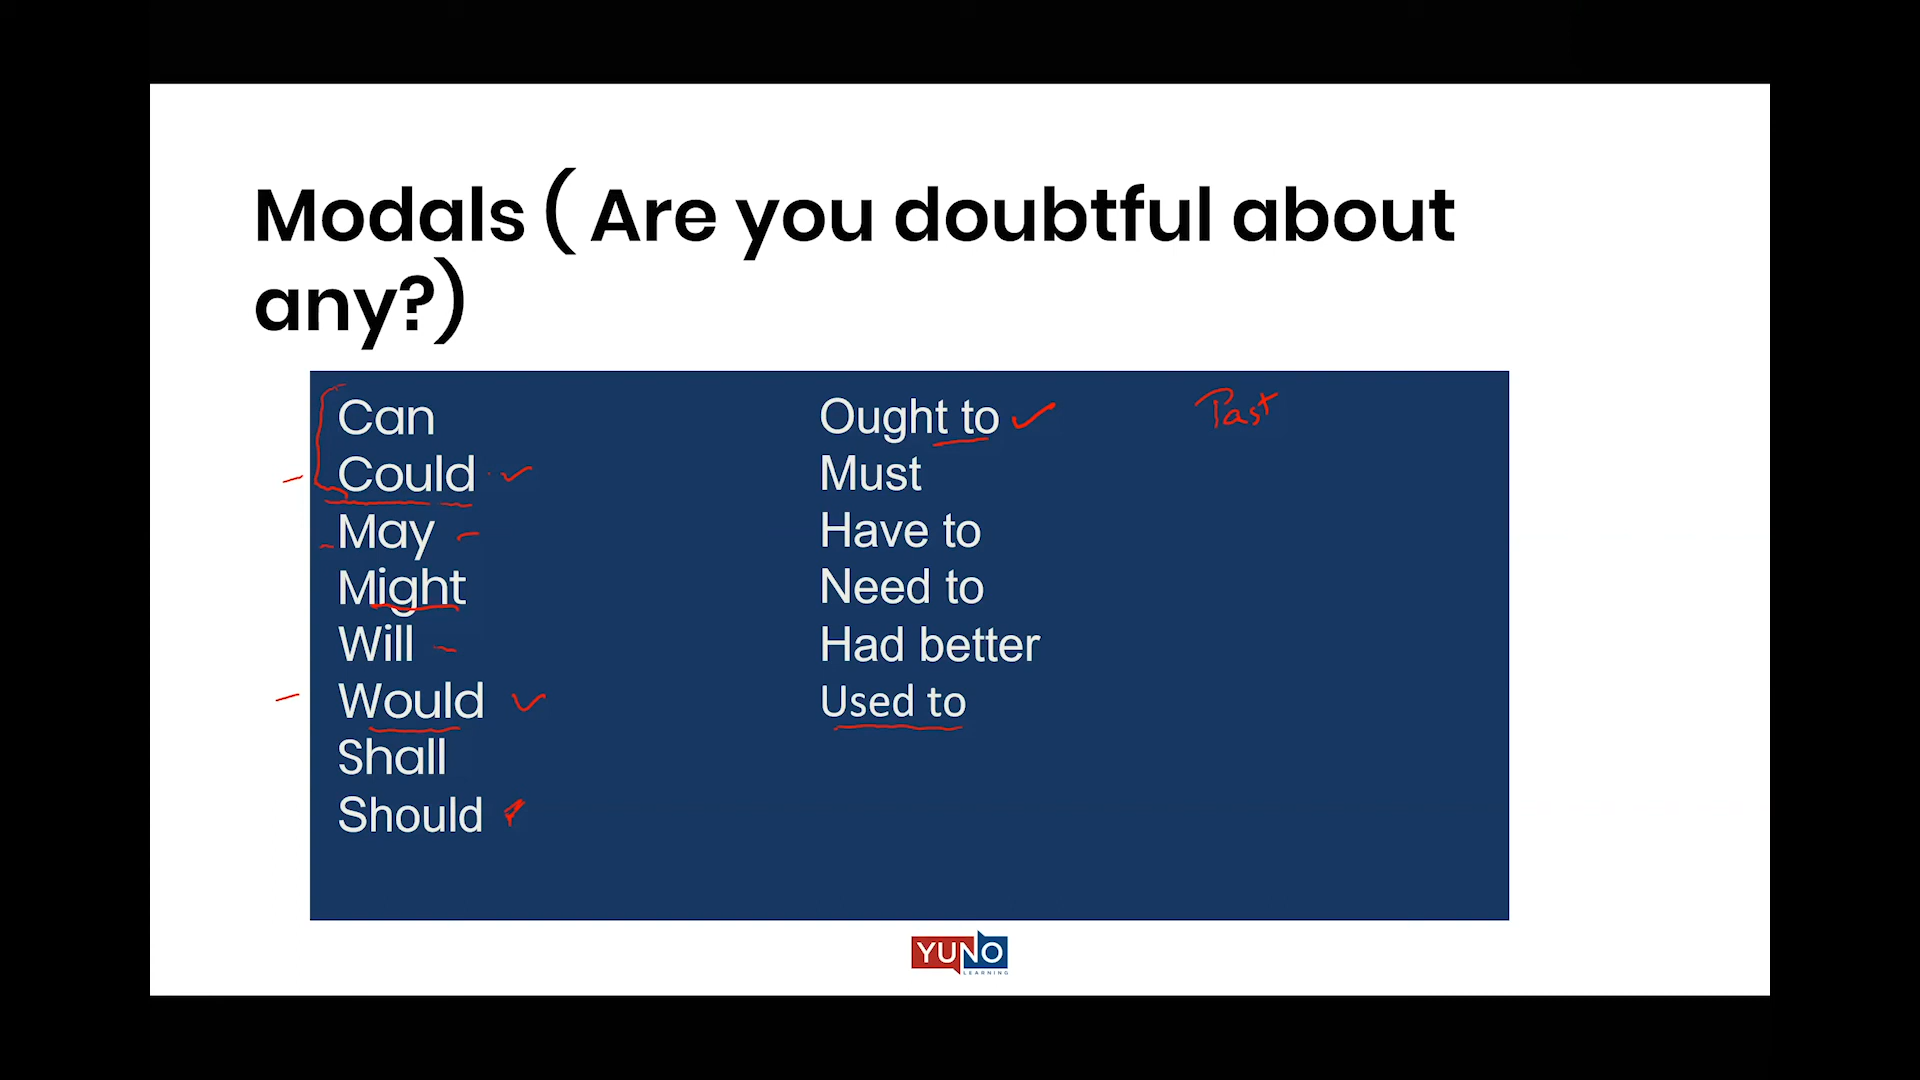 Modals ( Are you doubtful about
any?)
Can
Could
May
Might
Will
Would
Shall
Should
Ought to
Must
Have to
Need to
Had better
Used to
Past
YUNO
LEARNING